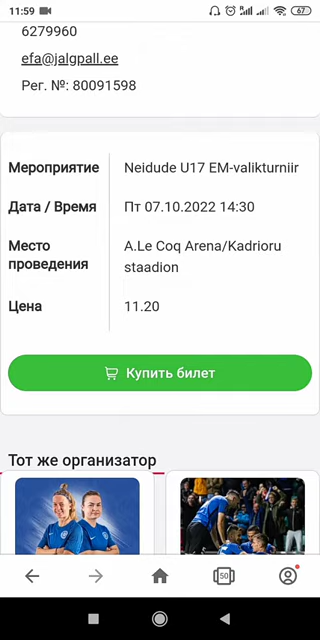 11:59
67
6279960
efa@jalgpall.ee
Рег. №: 80091598
Мероприятие
Neidude U17 EM-valikturniir
Дата / Время
Пт 07.10.2022 14:30
Место
проведения
A.Le Coq Arena/Kadrioru
staadion
Цена
11.20
Купить билет
Тот же организатор
50